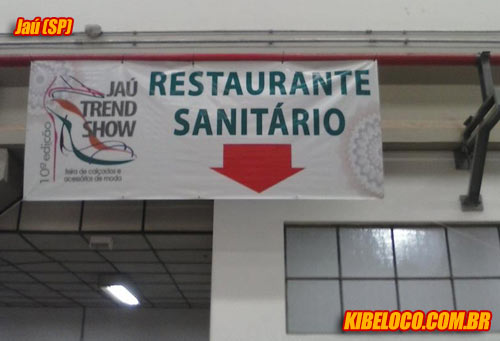 Jaú (SP)
JAÚ
TREND
SHOW
10ª edição
feira de calçados e
acessórios de moda
RESTAURANTE
SANITÁRIO
KIBELOCO.COM.BR